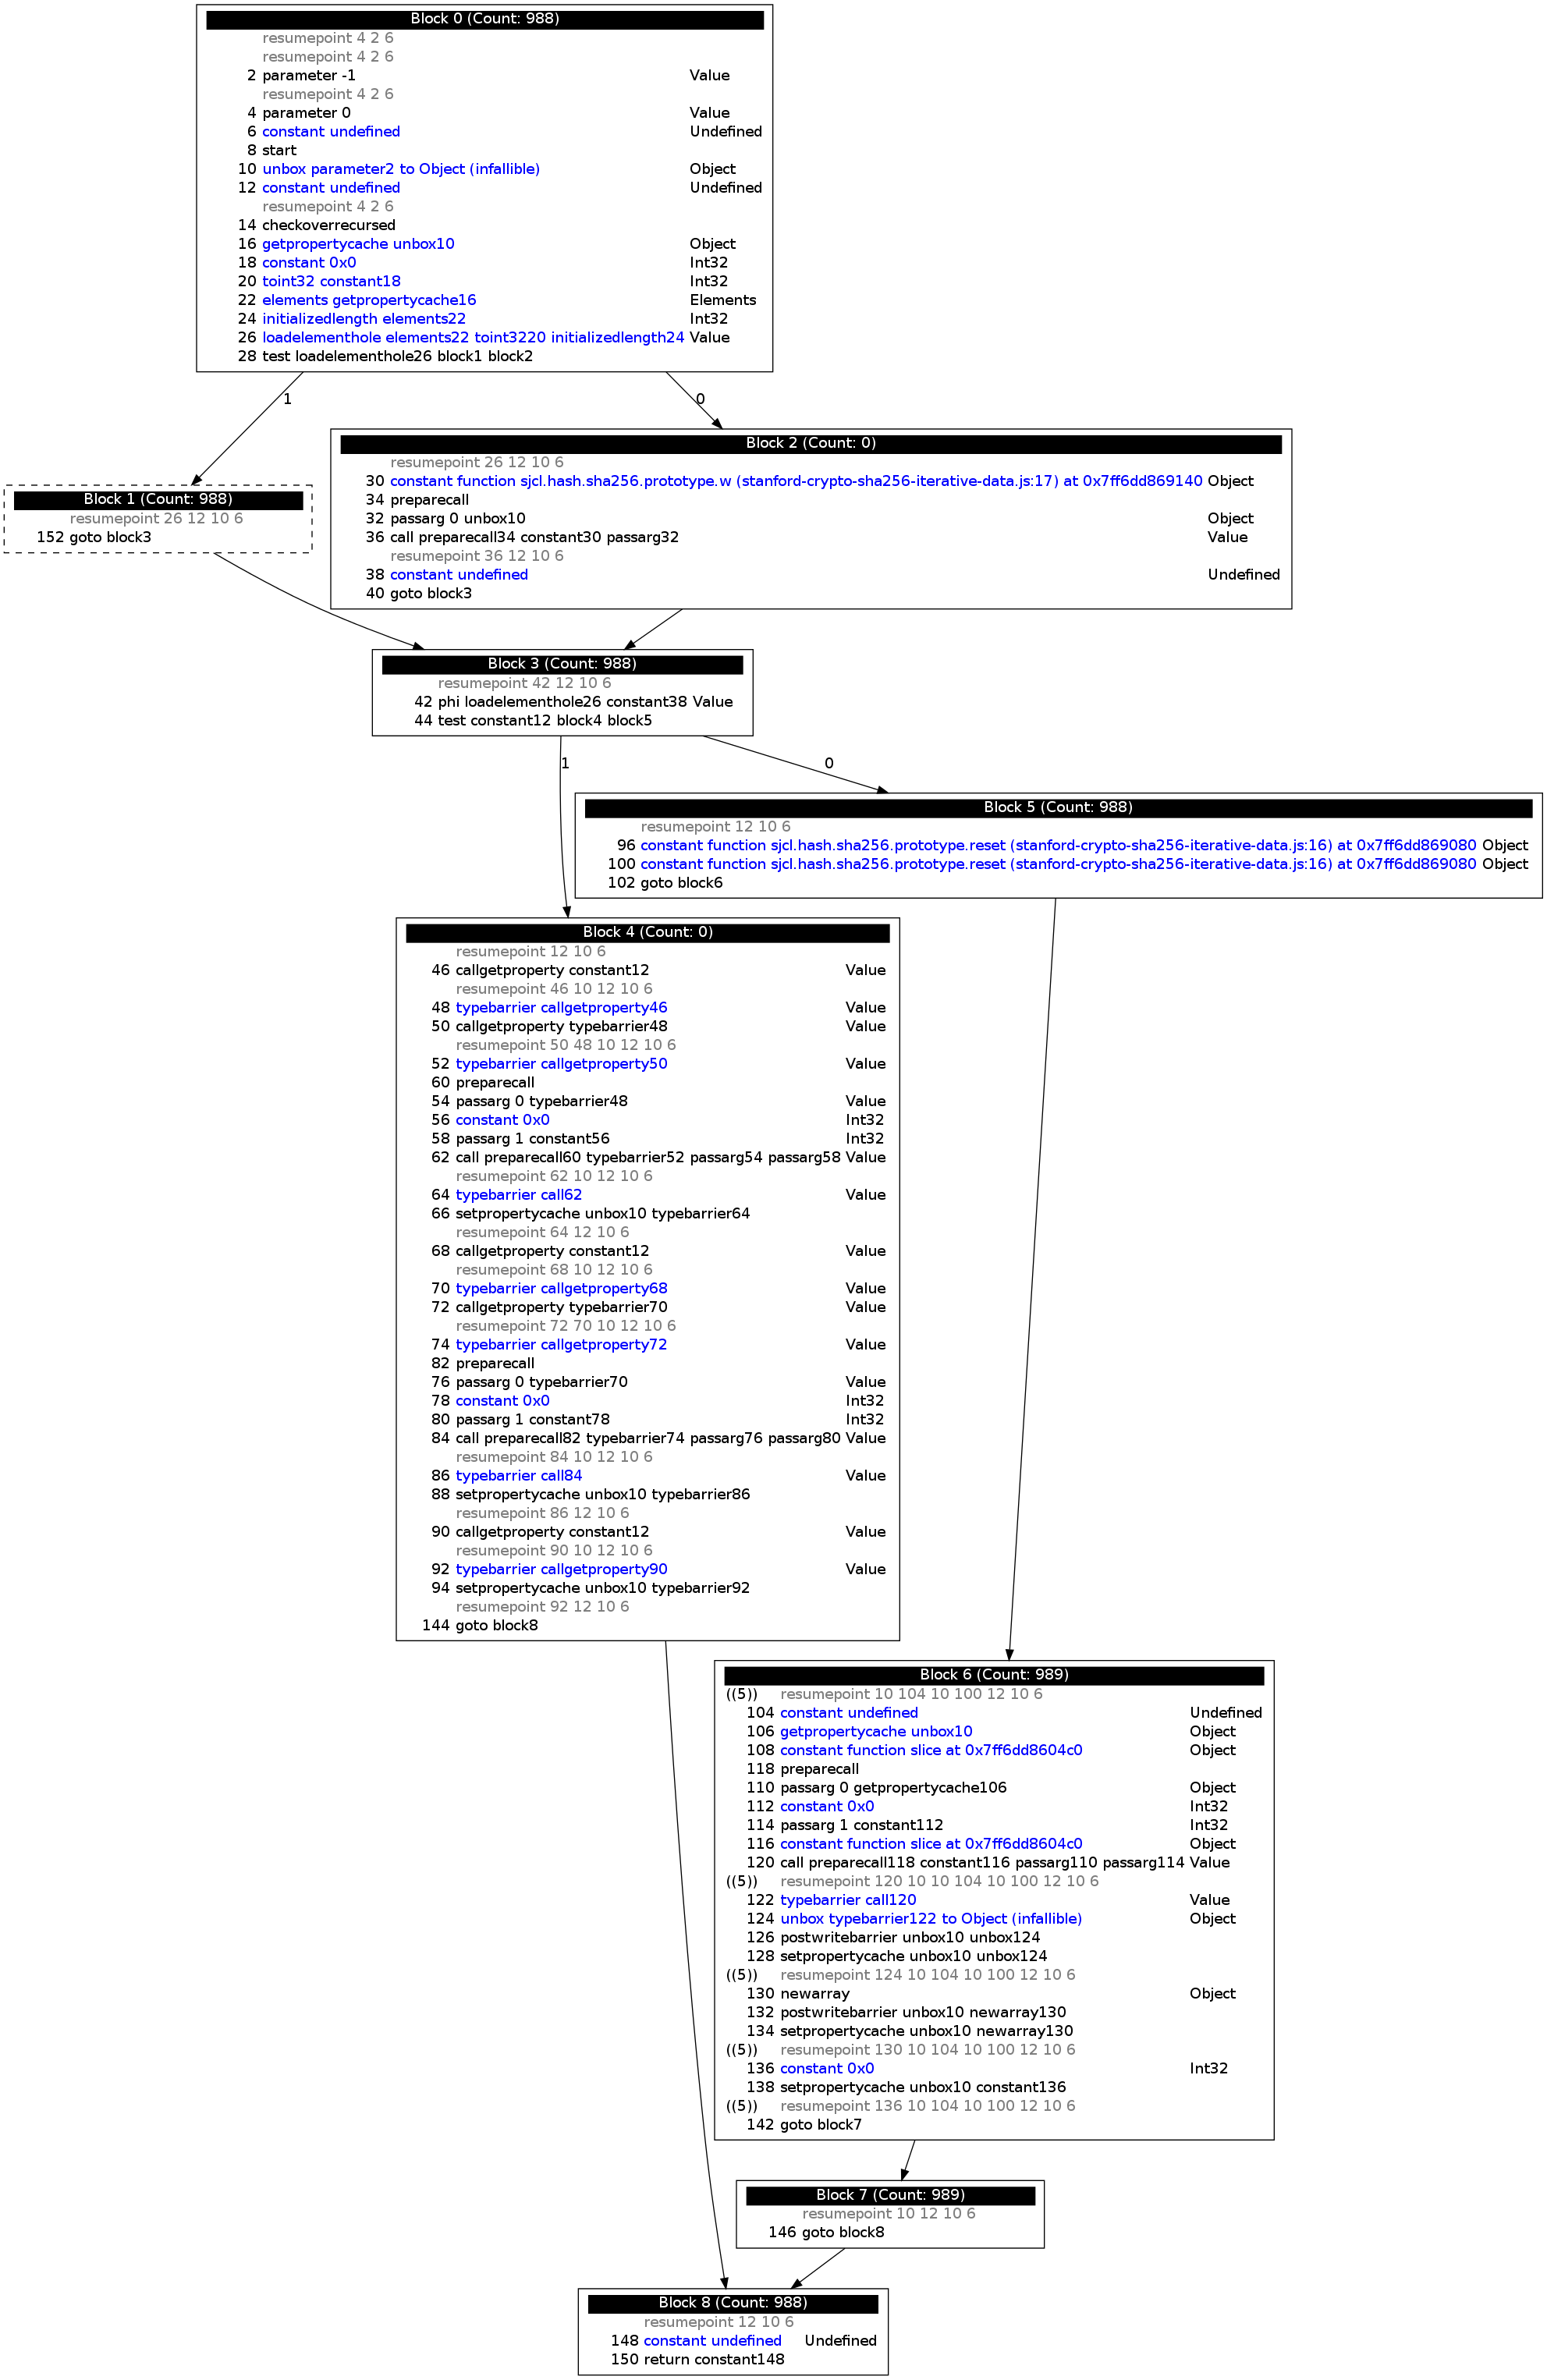 Block 0 (Count: 988)
resumepoint 4 2 6
resumepoint 4 2 6
2 parameter -1 Value
resumepoint 4 2 6
4 parameter 0 Value
6 constant undefined Undefined
8 start
10 unbox parameter2 to Object (infallible) Object
12 constant undefined Undefined
resumepoint 4 2 6
14 checkoverrecursed
16 getpropertycache unbox10 Object
18 constant 0x0 Int32
20 toint32 constant18 Int32
22 elements getpropertycache16 Elements
24 initializedlength elements22 Int32
26 loadelementhole elements22 toint3220 initializedlength24 Value
28 test loadelementhole26 block1 block2
1
0
Block 1 (Count: 988)
resumepoint 26 12 10 6
152 goto block3
Block 2 (Count: 0)
resumepoint 26 12 10 6
30 constant function sjcl.hash.sha256.prototype.w (stanford-crypto-sha256-iterative-data.js:17) at 0x7ff6dd869140 Object
34 preparecall
32 passarg 0 unbox10 Object
36 call preparecall34 constant30 passarg32 Value
resumepoint 36 12 10 6
38 constant undefined Undefined
40 goto block3
Block 3 (Count: 988)
resumepoint 42 12 10 6
42 phi loadelementhole26 constant38 Value
44 test constant12 block4 block5
1
0
Block 5 (Count: 988)
resumepoint 12 10 6
96 constant function sjcl.hash.sha256.prototype.reset (stanford-crypto-sha256-iterative-data.js:16) at 0x7ff6dd869080 Object
100 constant function sjcl.hash.sha256.prototype.reset (stanford-crypto-sha256-iterative-data.js:16) at 0x7ff6dd869080 Object
102 goto block6
Block 4 (Count: 0)
resumepoint 12 10 6
46 callgetproperty constant12 Value
resumepoint 46 10 12 10 6
48 typebarrier callgetproperty46 Value
50 callgetproperty typebarrier48 Value
resumepoint 50 48 10 12 10 6
52 typebarrier callgetproperty50 Value
60 preparecall
54 passarg 0 typebarrier48 Value
56 constant 0x0 Int32
58 passarg 1 constant56 Int32
62 call preparecall60 typebarrier52 passarg54 passarg58 Value
resumepoint 62 10 12 10 6
64 typebarrier call62 Value
66 setpropertycache unbox10 typebarrier64
resumepoint 64 12 10 6
68 callgetproperty constant12 Value
resumepoint 68 10 12 10 6
70 typebarrier callgetproperty68 Value
72 callgetproperty typebarrier70 Value
resumepoint 72 70 10 12 10 6
74 typebarrier callgetproperty72 Value
82 preparecall
76 passarg 0 typebarrier70 Value
78 constant 0x0 Int32
80 passarg 1 constant78 Int32
84 call preparecall82 typebarrier74 passarg76 passarg80 Value
resumepoint 84 10 12 10 6
86 typebarrier call84 Value
88 setpropertycache unbox10 typebarrier86
resumepoint 86 12 10 6
90 callgetproperty constant12 Value
resumepoint 90 10 12 10 6
92 typebarrier callgetproperty90 Value
94 setpropertycache unbox10 typebarrier92
resumepoint 92 12 10 6
144 goto block8
Block 6 (Count: 989)
((5)) resumepoint 10 104 10 100 12 10 6
104 constant undefined Undefined
106 getpropertycache unbox10 Object
108 constant function slice at 0x7ff6dd8604c0 Object
118 preparecall
110 passarg 0 getpropertycache106 Object
112 constant 0x0 Int32
114 passarg 1 constant112 Int32
116 constant function slice at 0x7ff6dd8604c0 Object
120 call preparecall118 constant116 passarg110 passarg114 Value
((5)) resumepoint 120 10 10 104 10 100 12 10 6
122 typebarrier call120 Value
124 unbox typebarrier122 to Object (infallible) Object
126 postwritebarrier unbox10 unbox124
128 setpropertycache unbox10 unbox124
((5)) resumepoint 124 10 104 10 100 12 10 6
130 newarray Object
132 postwritebarrier unbox10 newarray130
134 setpropertycache unbox10 newarray130
((5)) resumepoint 130 10 104 10 100 12 10 6
136 constant 0x0 Int32
138 setpropertycache unbox10 constant136
((5)) resumepoint 136 10 104 10 100 12 10 6
142 goto block7
Block 7 (Count: 989)
resumepoint 10 12 10 6
146 goto block8
Block 8 (Count: 988)
resumepoint 12 10 6
148 constant undefined Undefined
150 return constant148